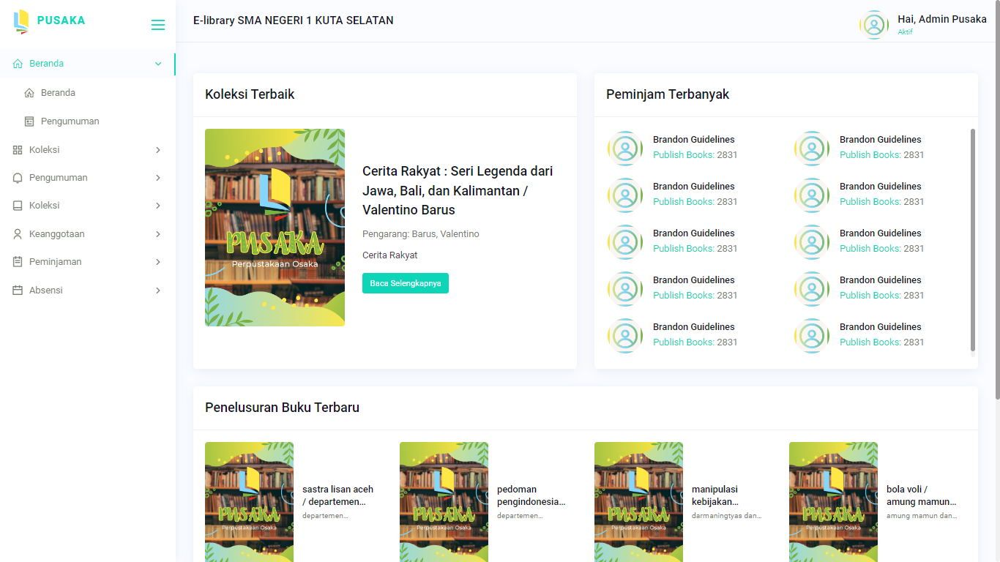 PUSAKA
E-library SMA NEGERI 1 KUTA SELATAN
Hai, Admin Pusaka
Aktif
Beranda
Beranda
Pengumuman
Koleksi
Pengumuman
Koleksi
Keanggotaan
Peminjaman
Absensi
Koleksi Terbaik
PUSAKA
Perpustakaan Osaka
Cerita Rakyat : Seri Legenda dari
Jawa, Bali, dan Kalimantan /
Valentino Barus
Pengarang: Barus, Valentino
Cerita Rakyat
Baca Selengkapnya
Peminjam Terbanyak
Brandon Guidelines
Publish Books: 2831
Brandon Guidelines
Publish Books: 2831
Brandon Guidelines
Publish Books: 2831
Brandon Guidelines
Publish Books: 2831
Brandon Guidelines
Publish Books: 2831
Brandon Guidelines
Publish Books: 2831
Brandon Guidelines
Publish Books: 2831
Brandon Guidelines
Publish Books: 2831
Brandon Guidelines
Publish Books: 2831
Brandon Guidelines
Publish Books: 2831
Penelusuran Buku Terbaru
PUSAKA
Perpustakaan Osaka
sastra lisan aceh
/ departemen...
departemen...
PUSAKA
Perpustakaan Osaka
pedoman
pengindonesia...
departemen...
PUSAKA
Perpustakaan Osaka
manipulasi
kebijakan...
darmaningtyas dan...
PUSAKA
Perpustakaan Osaka
bola voli /
amung mamun...
amung mamun dan...